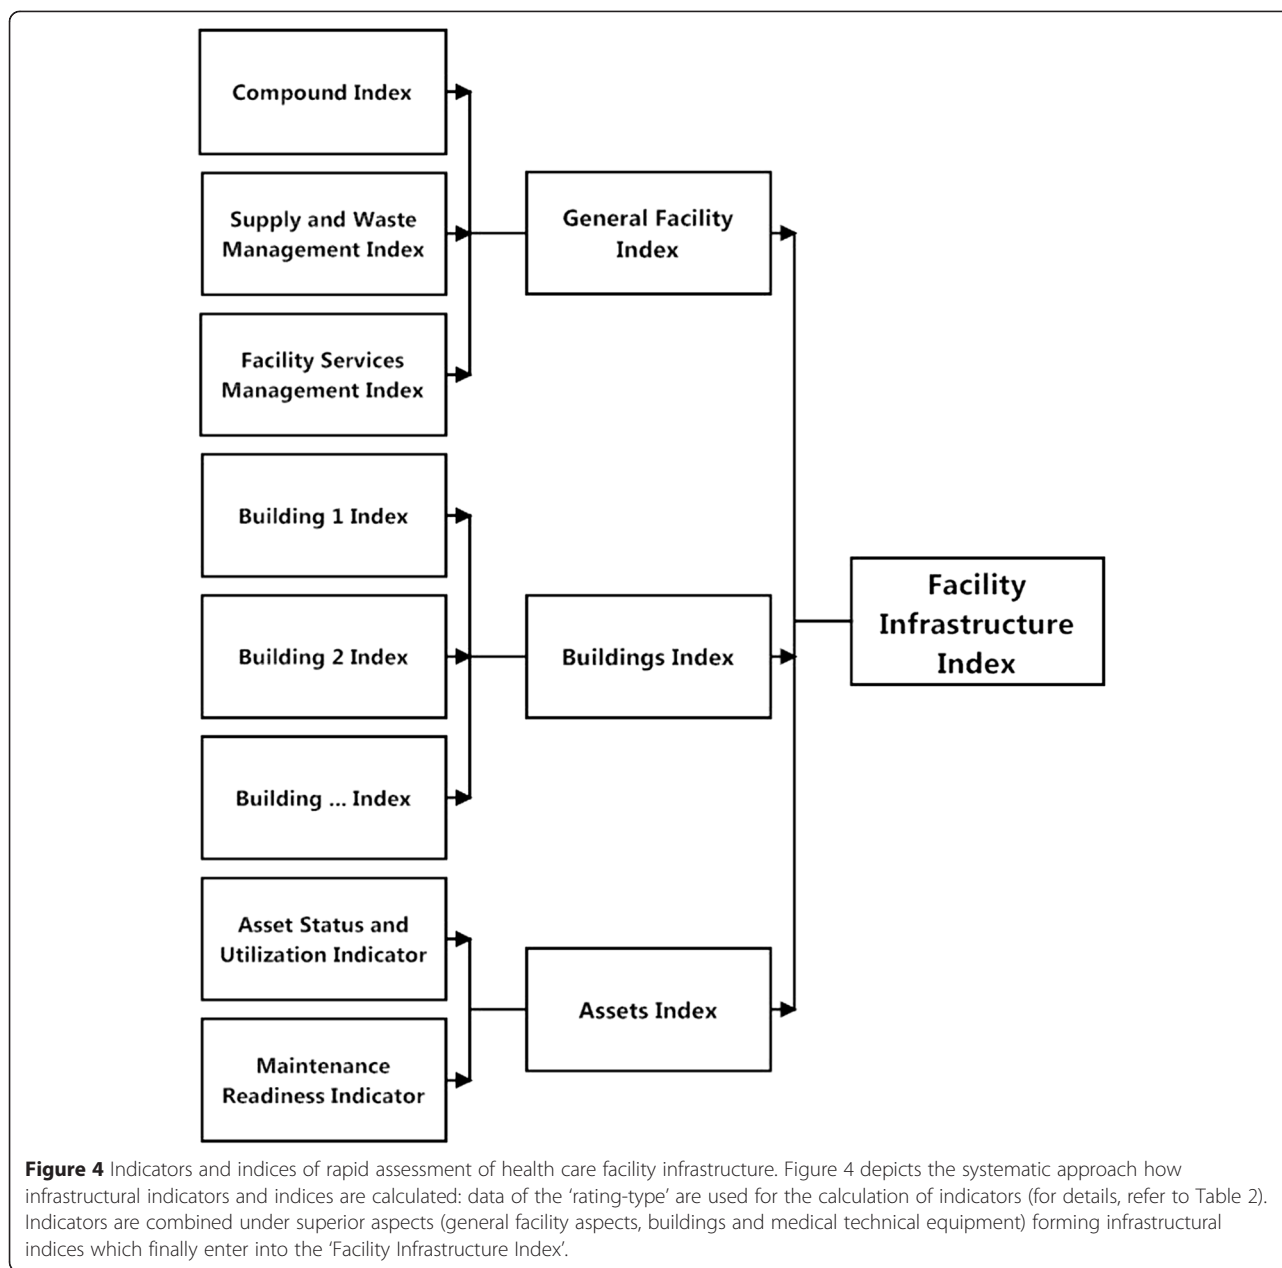 Compound Index
Supply and Waste
Management Index
General Facility
Index
Facility Services
Management Index
Building 1 Index
Building 2 Index
Buildings Index
Building ... Index
Facility
Infrastructure
Index
Asset Status and
Utilization Indicator
Assets Index
Maintenance
Readiness Indicator
Figure 4 Indicators and indices of rapid assessment of health care facility infrastructure. Figure 4 depicts the systematic approach how
infrastructural indicators and indices are calculated: data of the ‘rating-type’ are used for the calculation of indicators (for details, refer to Table 2).
Indicators are combined under superior aspects (general facility aspects, buildings and medical technical equipment) forming infrastructural
indices which finally enter into the ‘Facility Infrastructure Index’.